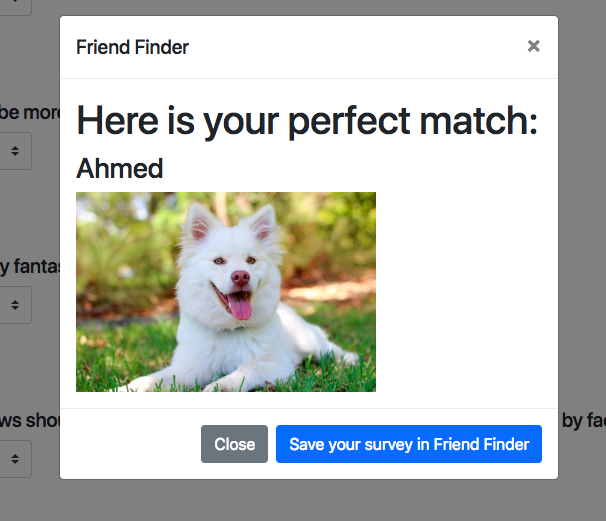 Friend Finder
×
Here is your perfect match:
Ahmed
be more
y fantas
ws shou
by fac
Close
Save your survey in Friend Finder